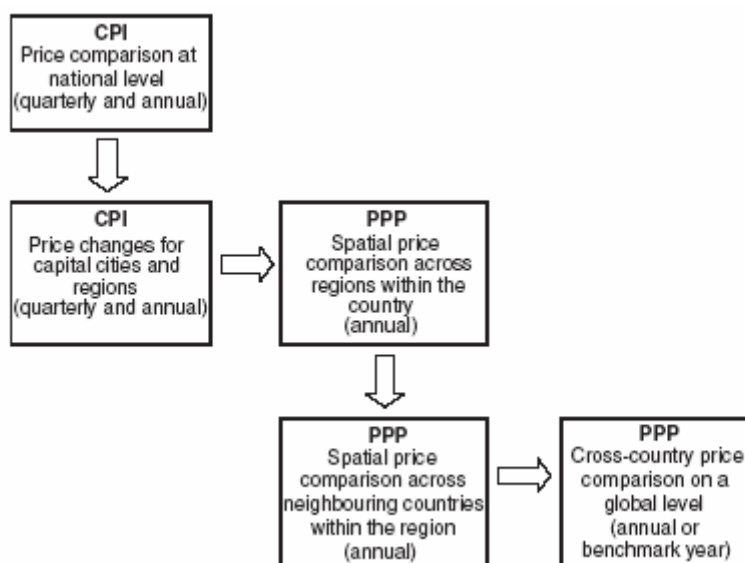 CPI
Price comparison at
national level
(quarterly and annual)
CPI
Price changes for
capital cities and
regions
(quarterly and annual)
PPP
Spatial price
comparison across
regions within the
country
(annual)
PPP
Spatial price
comparison across
neighbouring countries
within the region
(annual)
PPP
Cross-country price
comparison on a
global level
(annual or
benchmark year)